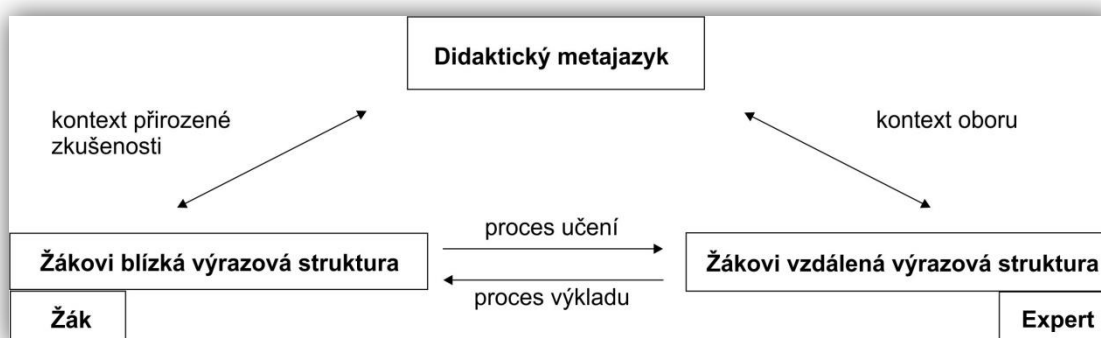 Didaktický metajazyk
kontext přirozené
zkušenosti
kontext oboru
proces učení
Žákovi blízká výrazová struktura
Žákovi vzdálená výrazová struktura
proces výkladu
Žák
Expert